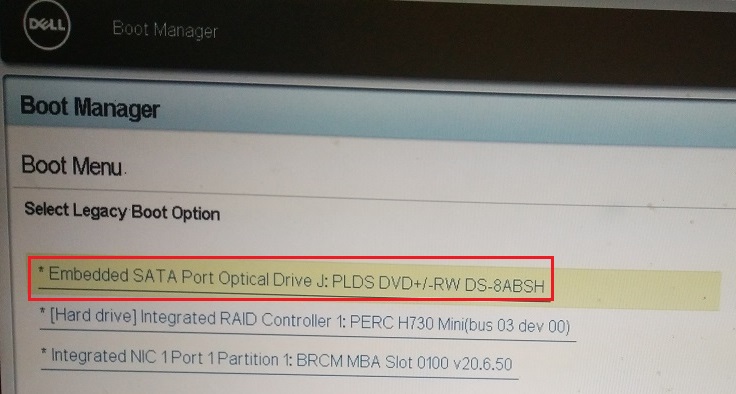 DELL
Boot Manager
Boot Manager
Boot Menu
Select Legacy Boot Option
* Embedded SATA Port Optical Drive J: PLDS DVD+/-RW DS-8ABSH
* [Hard drive] Integrated RAID Controller 1: PERC H730 Mini(bus 03 dev 00)
* Integrated NIC 1 Port 1 Partition 1: BRCM MBA Slot 0100 v20.6.50